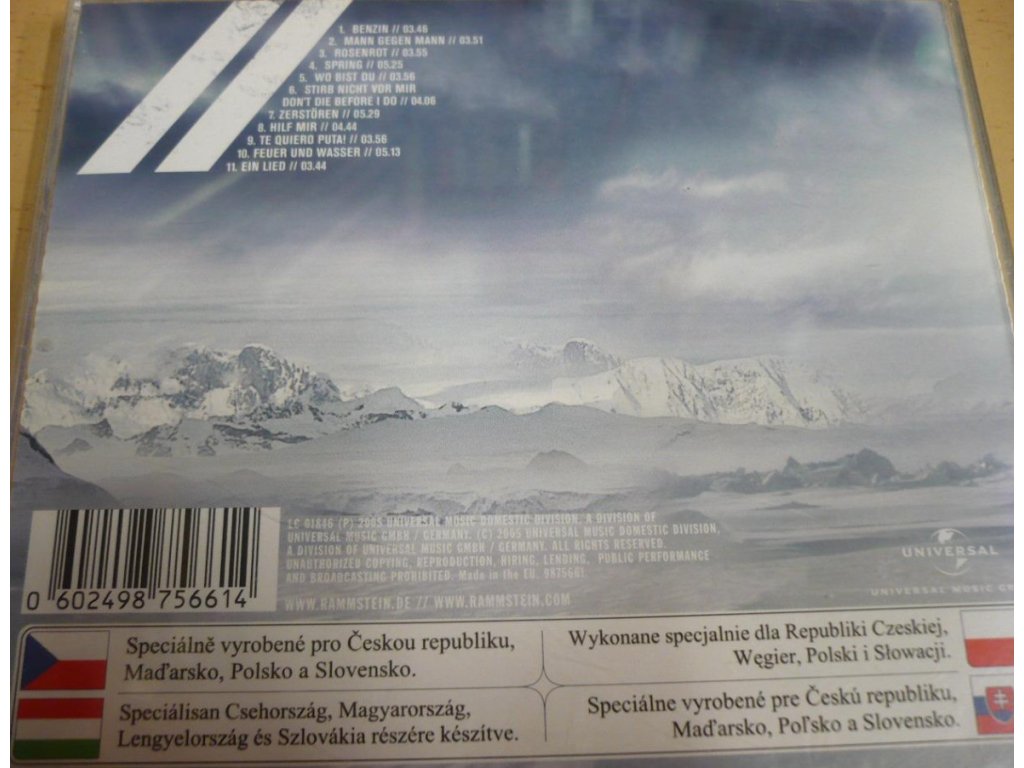 1. BENZIN // 03.46
2. MANN GEGEN MANN // 03.51
3. ROSENROT // 03.55
4. SPRING // 05.25
5. WO BIST DU // 03.56
6. STIRB NICHT VOR MIR
DON'T DIE BEFORE I DO // 04.06
7. ZERSTÖREN // 05.29
8. HILF MIR // 04.44
9. TE QUIERO PUTA! // 03.56
10. FEUER UND WASSER // 05.13
11. EIN LIED // 03.44
LC 01846 (P) 2005 UNIVERSAL MUSIC DOMESTIC DIVISION, A DIVISION OF
UNIVERSAL MUSIC GMBH / GERMANY. (C) 2005 UNIVERSAL MUSIC DOMESTIC DIVISION,
A DIVISION OF UNIVERSAL MUSIC GMBH / GERMANY. ALL RIGHTS RESERVED.
UNAUTHORIZED COPYING, REPRODUCTION, HIRING, LENDING, PUBLIC PERFORMANCE
AND BROADCASTING PROHIBITED. Made in the EU. 9875661.
WWW.RAMMSTEIN.DE // WWW.RAMMSTEIN.COM
0 602498 756614
UNIVERSAL
UNIVERSAL MUSIC
Speciálně vyrobené pro Českou republiku,
Maďarsko, Polsko a Slovensko.
Wykonane specjalnie dla Republiki Czeskiej,
Węgier, Polski i Słowacji.
Speciálisan Csehország, Magyarország,
Lengyelország és Szlovákia részére készítve.
Speciálne vyrobené pre Českú republiku,
Maďarsko, Poľsko a Slovensko.